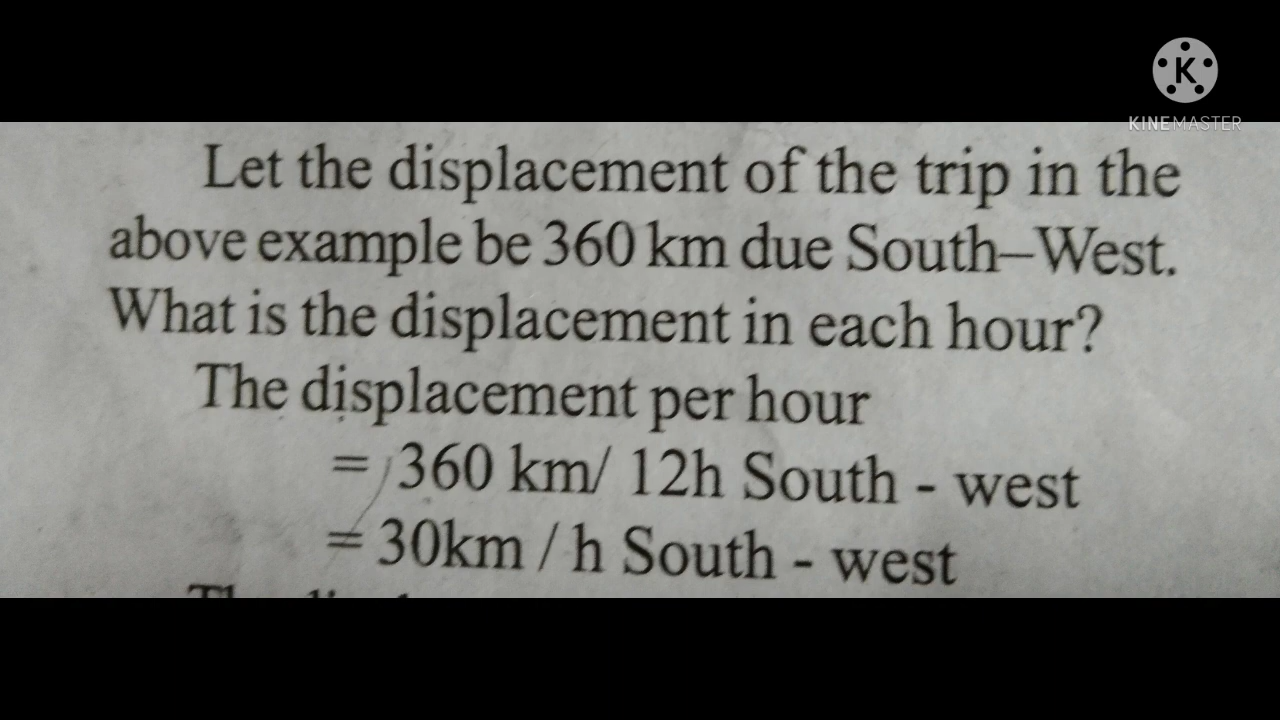 KINEMASTER
Let the displacement of the trip in the
above example be 360 km due South–West.
What is the displacement in each hour?
The displacement per hour
= 360 km/ 12h South - west
= 30km / h South - west